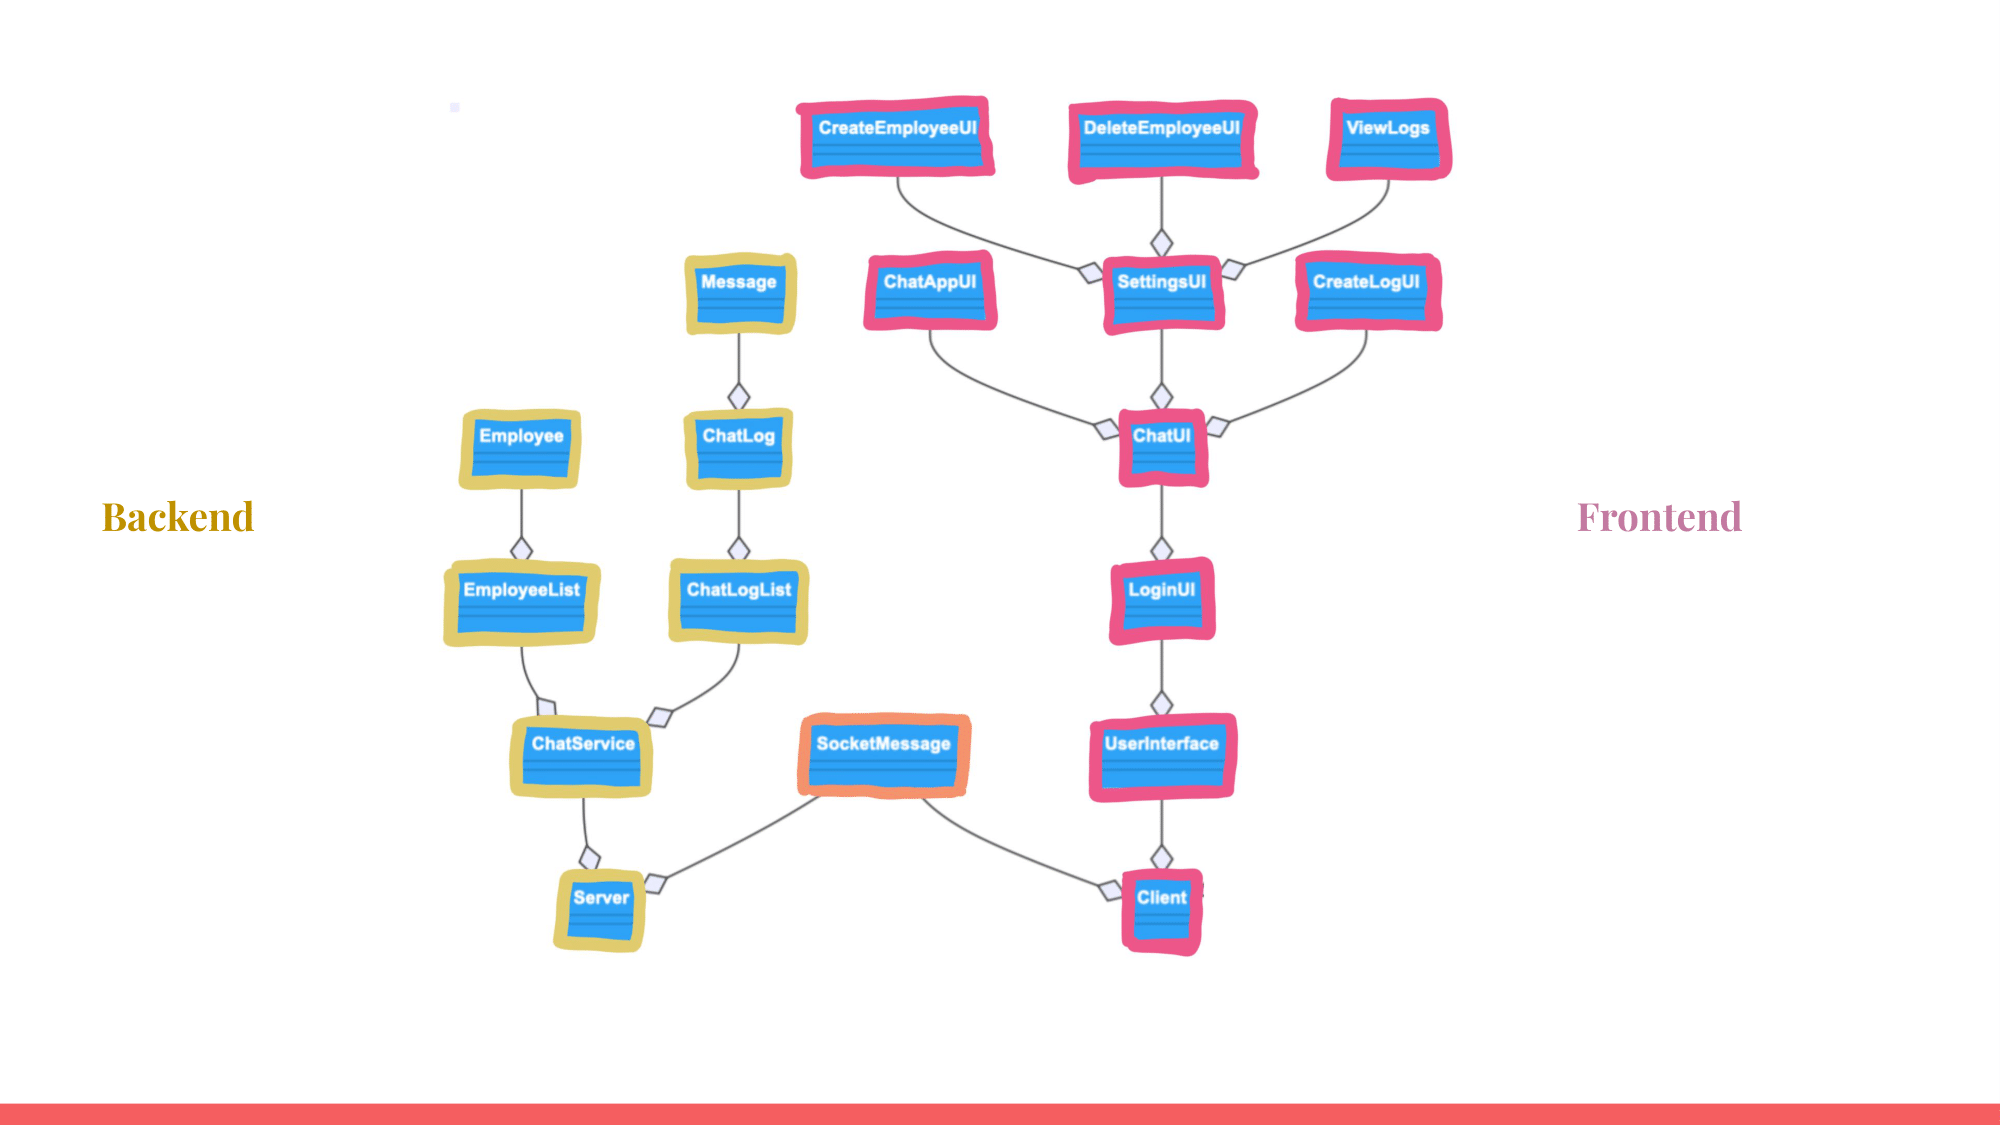 CreateEmployeeUI
DeleteEmployeeUI
ViewLogs
Message
ChatAppUI
SettingsUI
CreateLogUI
Employee
ChatLog
ChatUI
Backend
Frontend
EmployeeList
ChatLogList
LoginUI
ChatService
SocketMessage
UserInterface
Server
Client